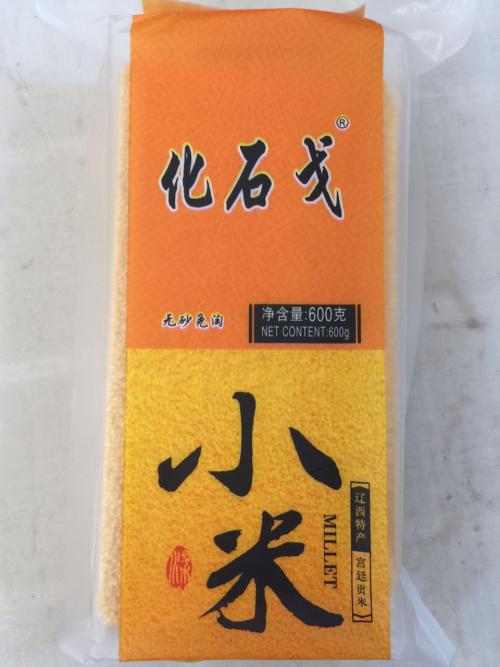 化石戈®
无砂免淘
净含量:600克
NET CONTENT:600g
小米
MILLET
【辽西特产 宫廷贡米】